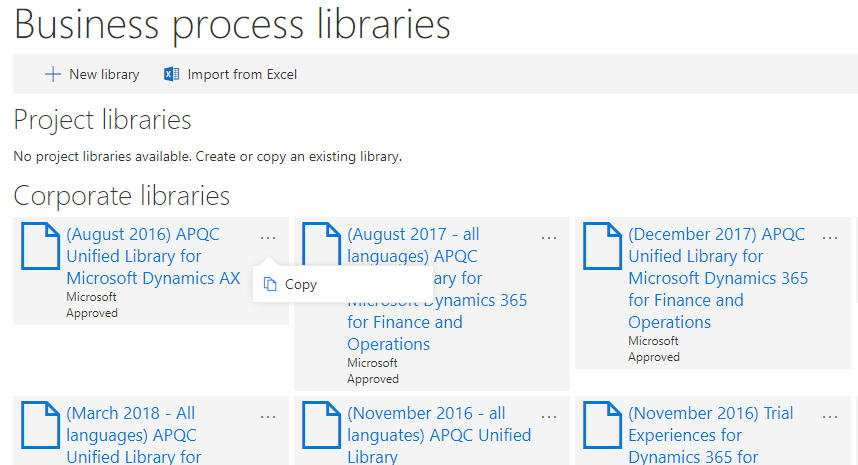 Business process libraries
New library
Import from Excel
Project libraries
No project libraries available. Create or copy an existing library.
Corporate libraries
(August 2016) APQC
Unified Library for
Microsoft Dynamics AX
Microsoft
Approved
...
Copy
(August 2017 - all
languages) APQC
rary for
Microsoft Dynamics 365
for Finance and
Operations
Microsoft
Approved
...
(December 2017) APQC
Unified Library for
Microsoft Dynamics 365
for Finance and
Operations
Microsoft
Approved
...
(March 2018 - All
languages) APQC
Unified Library for
...
(November 2016 - all
languates) APQC Unified
Library
...
(November 2016) Trial
Experiences for
Dynamics 365 for
...